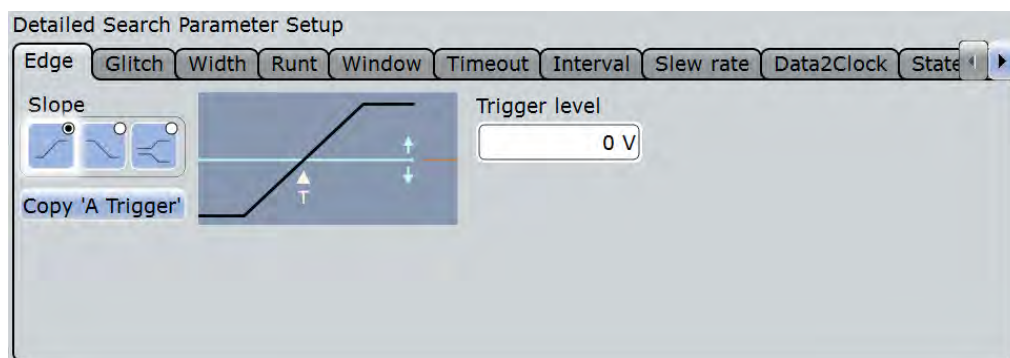 Detailed Search Parameter Setup
Edge Glitch Width Runt Window Timeout Interval Slew rate Data2Clock State
Slope
Trigger level
0 V
T
Copy 'A Trigger'